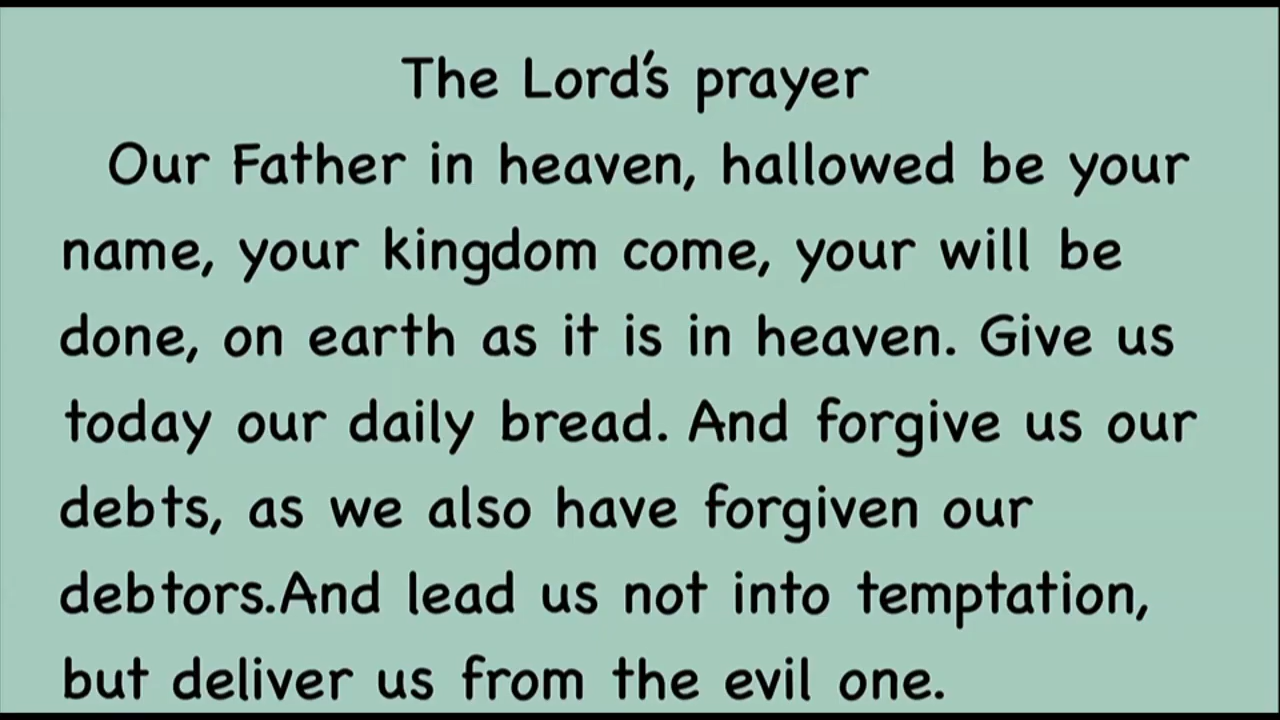 The Lord's prayer
Our Father in heaven, hallowed be your
name, your kingdom come, your will be
done, on earth as it is in heaven. Give us
today our daily bread. And forgive us our
debts, as we also have forgiven our
debtors.And lead us not into temptation,
but deliver us from the evil one.